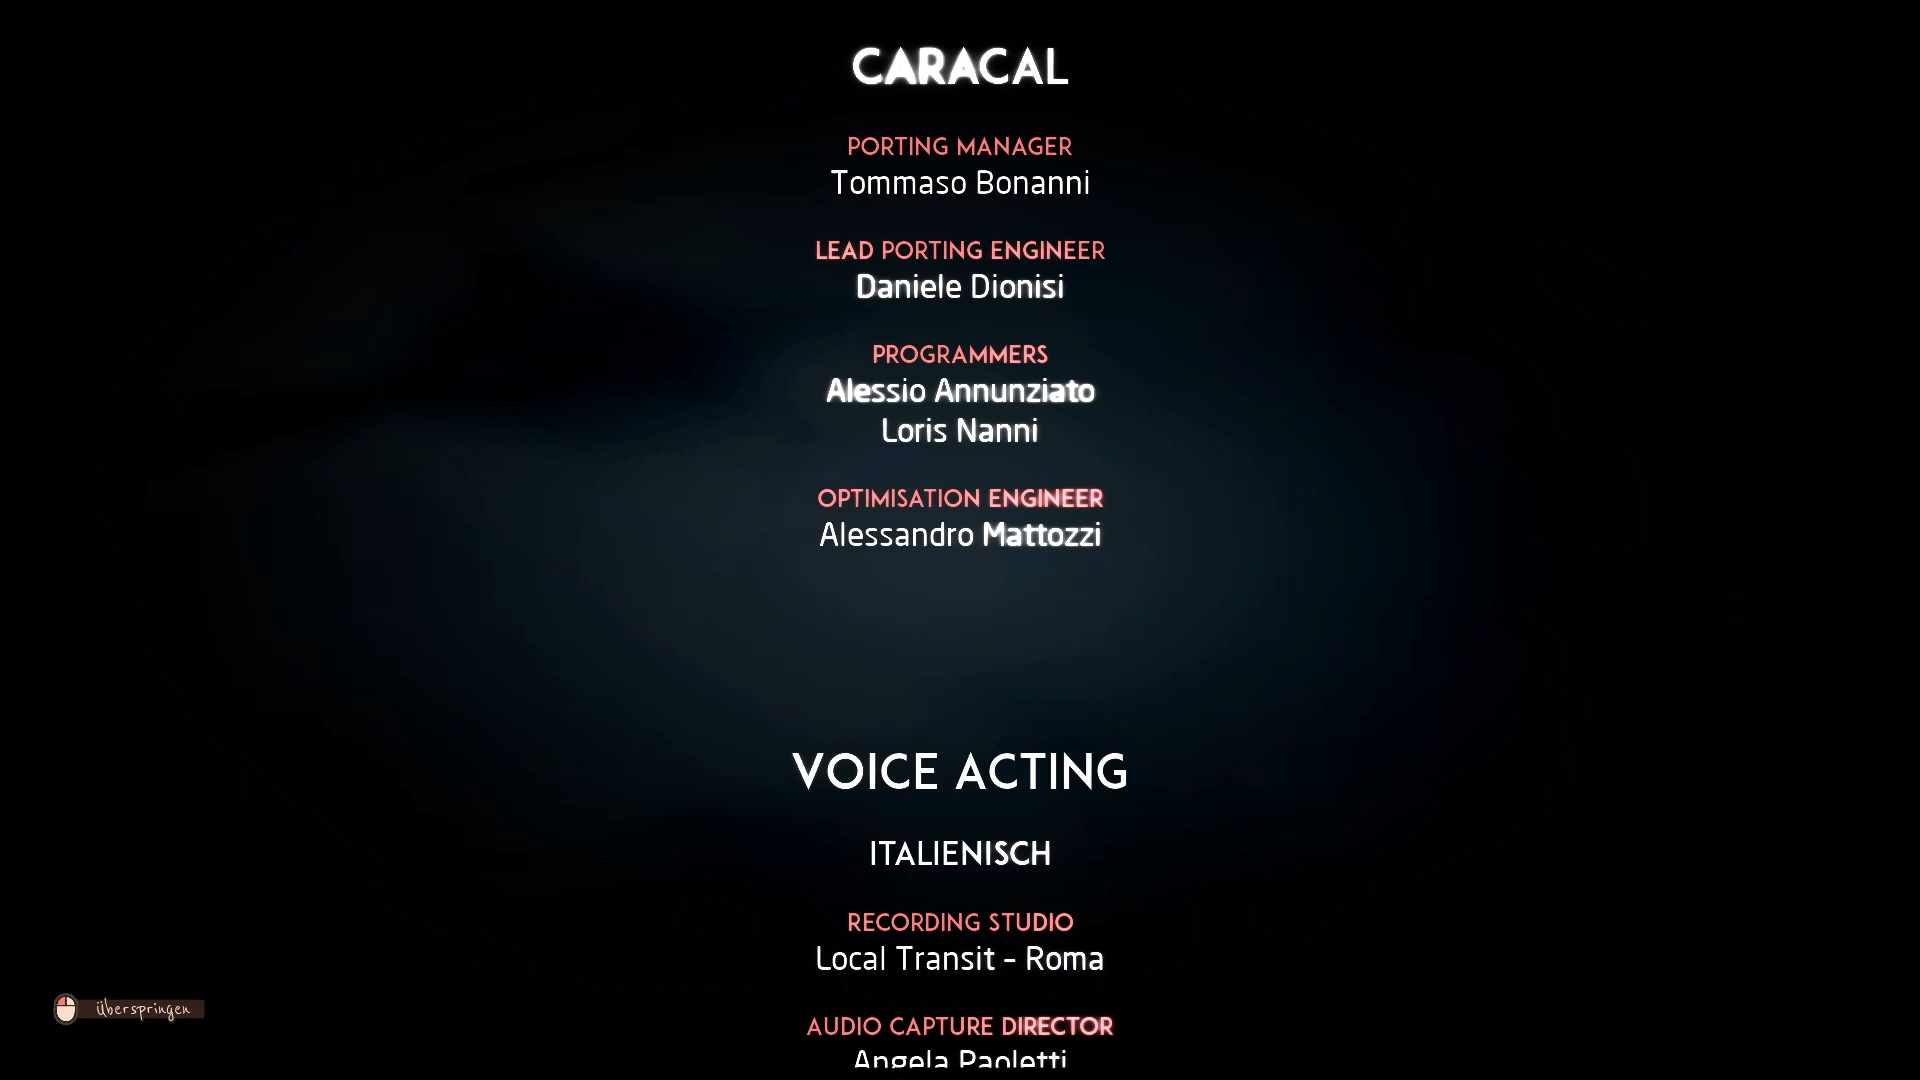 CARACAL
PORTING MANAGER
Tommaso Bonanni
LEAD PORTING ENGINEER
Daniele Dionisi
PROGRAMMERS
Alessio Annunziato
Loris Nanni
OPTIMISATION ENGINEER
Alessandro Mattozzi
VOICE ACTING
ITALIENISCH
RECORDING STUDIO
Local Transit - Roma
AUDIO CAPTURE DIRECTOR
Angela Paoletti
Überspringen